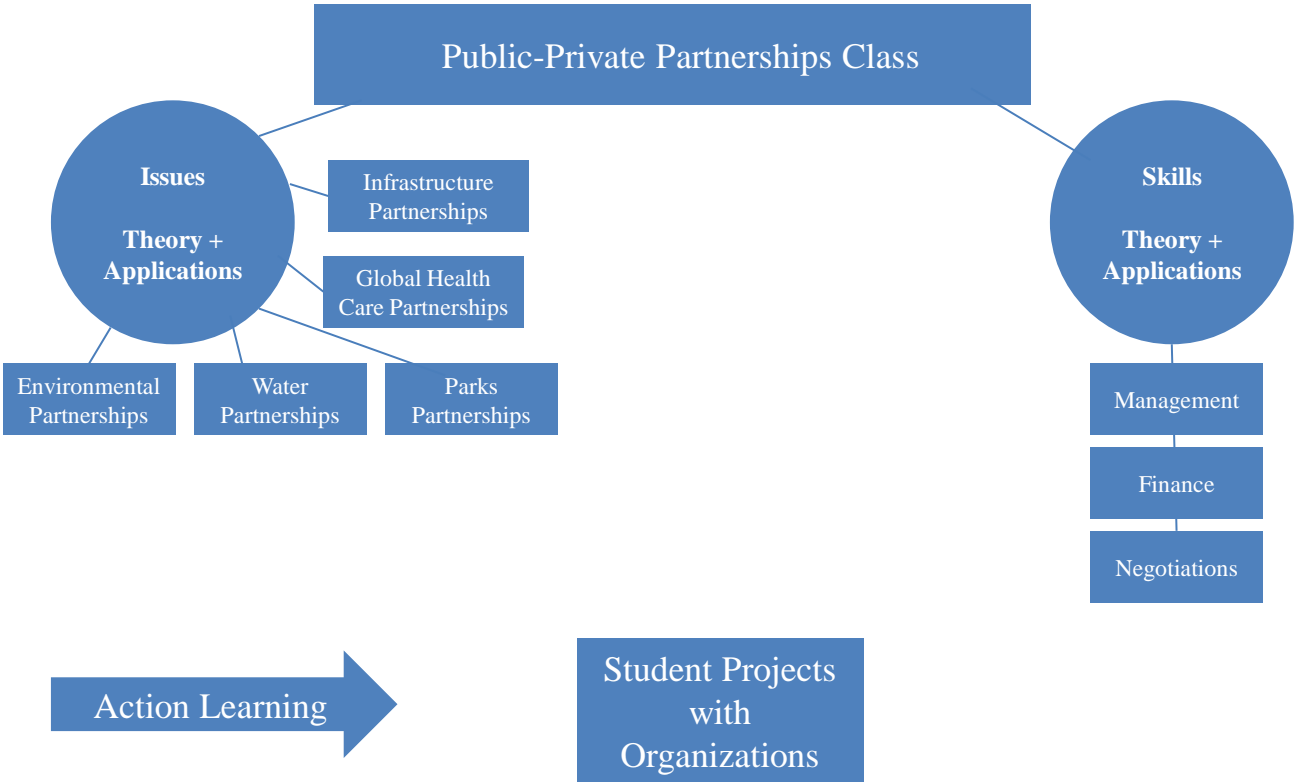 Public-Private Partnerships Class
Issues
Theory +
Applications
Infrastructure
Partnerships
Global Health
Care Partnerships
Environmental
Partnerships
Water
Partnerships
Parks
Partnerships
Skills
Theory +
Applications
Management
Finance
Negotiations
Action Learning
Student Projects
with
Organizations